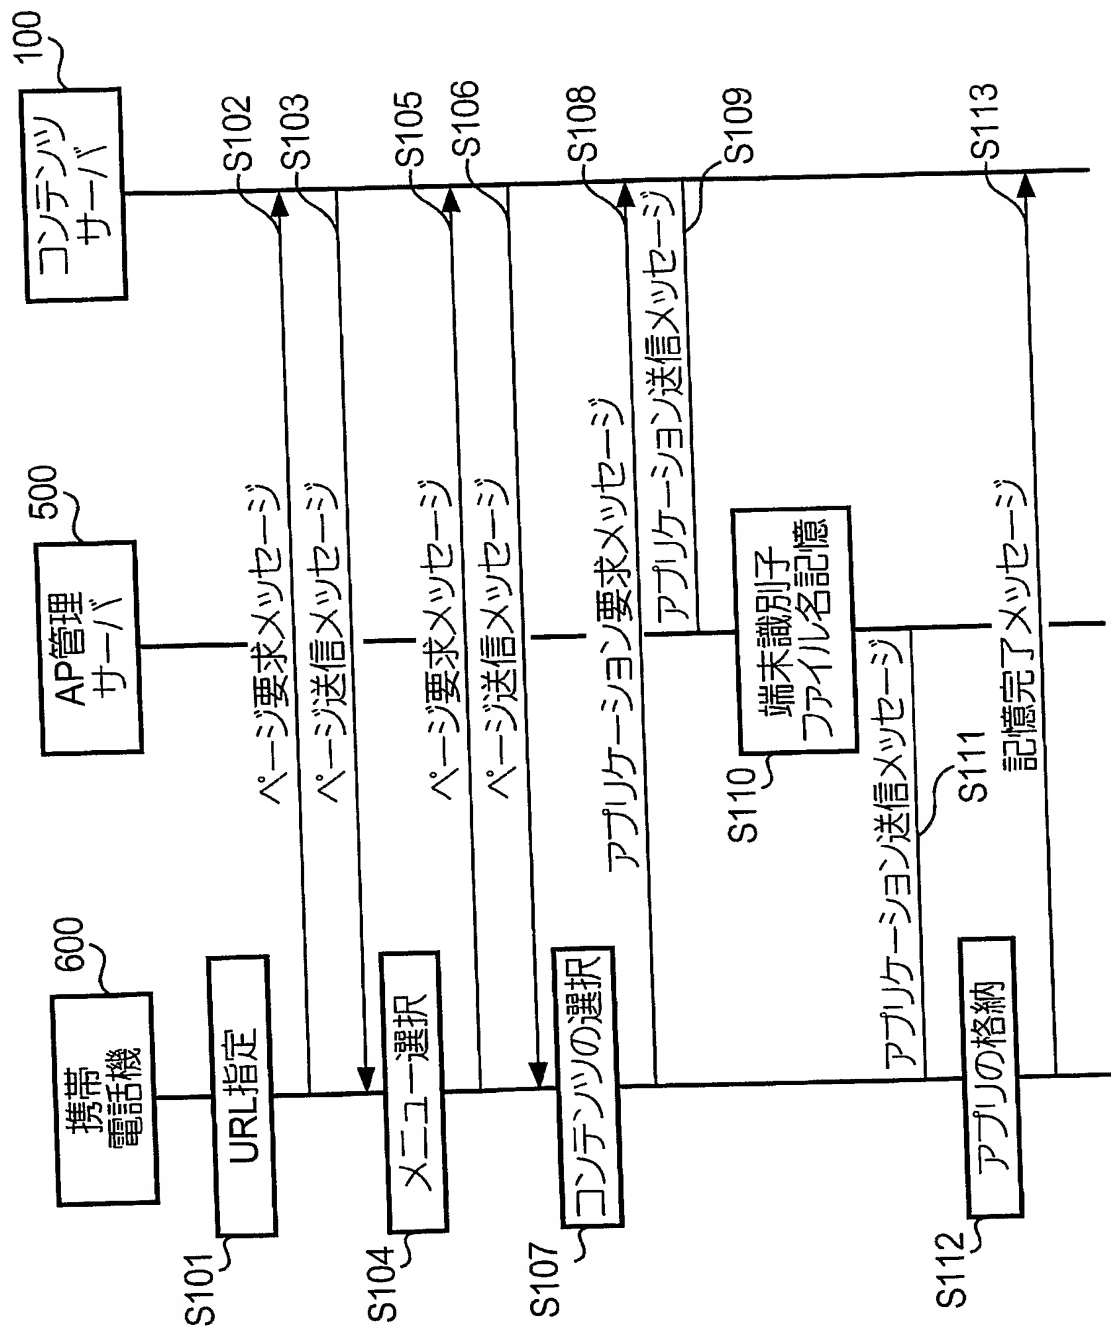 携帯
電話機
600
AP管理
サーバ
500
コンテンツ
サーバ
100
URL指定
S101
ページ要求メッセージ
S102
ページ送信メッセージ
S103
メニュー選択
S104
ページ要求メッセージ
S105
ページ送信メッセージ
S106
コンテンツの選択
S107
アプリケーション要求メッセージ
S108
アプリケーション送信メッセージ
S109
端末識別子
ファイル名記憶
S110
アプリケーション送信メッセージ
S111
アプリの格納
S112
記憶完了メッセージ
S113